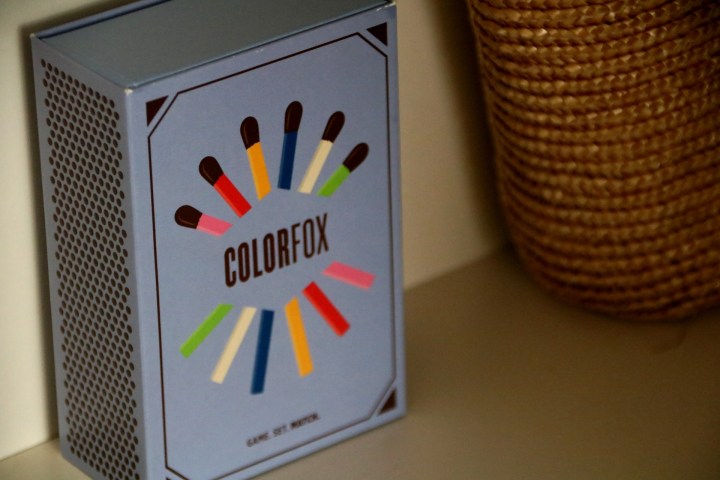 COLORFOX
GAME. SET. MATCH.